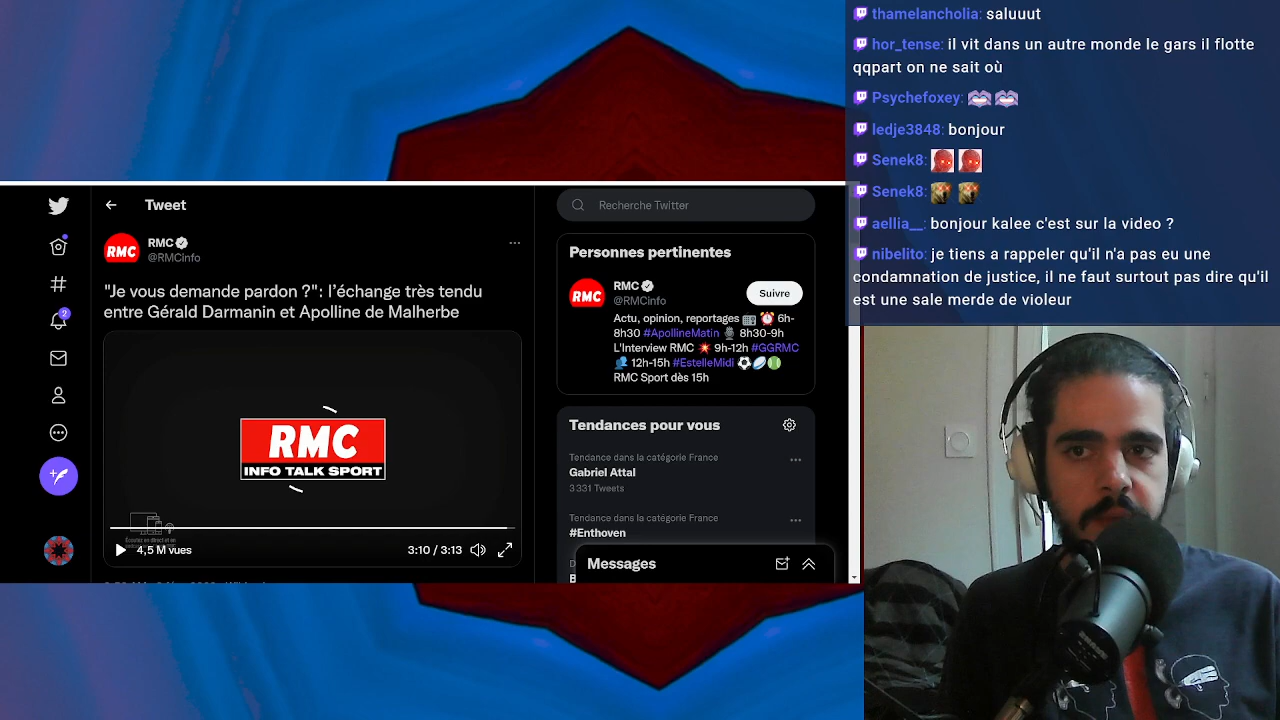 thamelancholia: saluuut
hor_tense: il vit dans un autre monde le gars il flotte
qqpart on ne sait où
Psychefoxey:
ledje3848: bonjour
Senek8:
Senek8:
aellia__: bonjour kalee c'est sur la video ?
nibelito: je tiens a rappeler qu'il n'a pas eu une
condamnation de justice, il ne faut surtout pas dire qu'il
est une sale merde de violeur
Tweet
RMC
@RMCinfo
"Je vous demande pardon ?": l'échange très tendu
entre Gérald Darmanin et Apolline de Malherbe
RMC
INFO TALK SPORT
4,5 M vues
3:10 / 3:13
2
Recherche Twitter
Personnes pertinentes
RMC
@RMCinfo
Suivre
Actu, opinion, reportages 6h-
8h30 #ApollineMatin 8h30-9h
L'Interview RMC 9h-12h #GGRMC
12h-15h #EstelleMidi
RMC Sport dès 15h
Tendances pour vous
Tendance dans la catégorie France
Gabriel Attal
3 331 Tweets
Tendance dans la catégorie France
#Enthoven
Messages